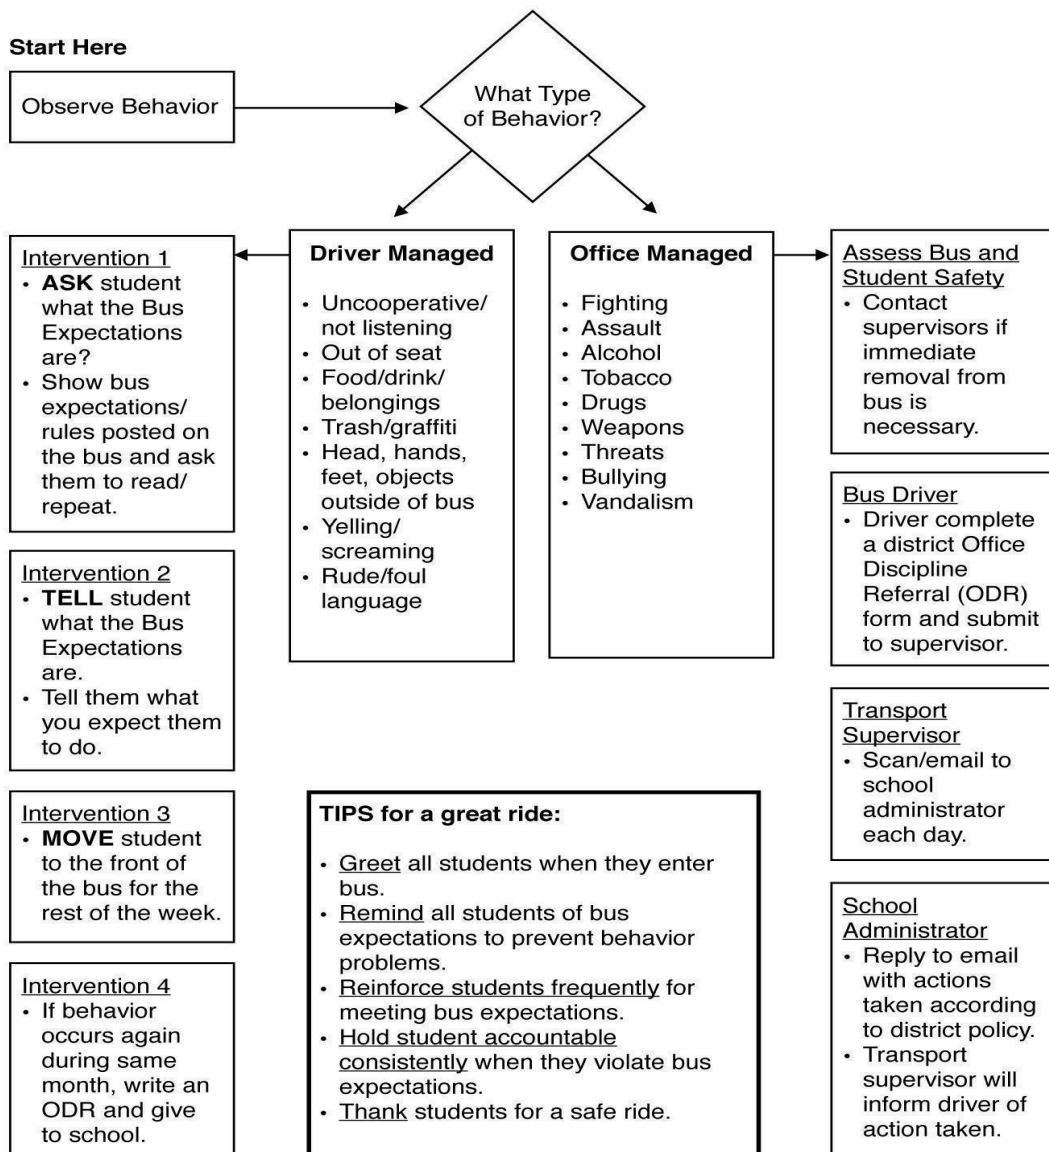 Start Here
Observe Behavior
What Type
of Behavior?
Intervention 1
• ASK student
what the Bus
Expectations
are?
• Show bus
expectations/
rules posted on
the bus and ask
them to read/
repeat.
Intervention 2
• TELL student
what the Bus
Expectations
are.
• Tell them what
you expect them
to do.
Intervention 3
• MOVE student
to the front of
the bus for the
rest of the week.
Intervention 4
• If behavior
occurs again
during same
month, write an
ODR and give
to school.
Driver Managed
• Uncooperative/
not listening
• Out of seat
• Food/drink/
belongings
• Trash/graffiti
• Head, hands,
feet, objects
outside of bus
• Yelling/
screaming
• Rude/foul
language
Office Managed
• Fighting
• Assault
• Alcohol
• Tobacco
• Drugs
• Weapons
• Threats
• Bullying
• Vandalism
TIPS for a great ride:
• Greet all students when they enter
bus.
• Remind all students of bus
expectations to prevent behavior
problems.
• Reinforce students frequently for
meeting bus expectations.
• Hold student accountable
consistently when they violate bus
expectations.
• Thank students for a safe ride.
Assess Bus and
Student Safety
• Contact
supervisors if
immediate
removal from
bus is
necessary.
Bus Driver
• Driver complete
a district Office
Discipline
Referral (ODR)
form and submit
to supervisor.
Transport
Supervisor
• Scan/email to
school
administrator
each day.
School
Administrator
• Reply to email
with actions
taken according
to district policy.
• Transport
supervisor will
inform driver of
action taken.